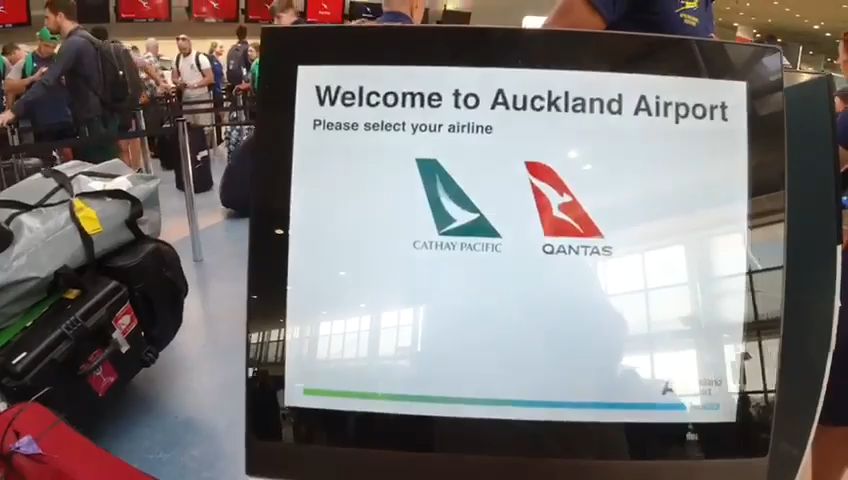 Welcome to Auckland Airport
Please select your airline
CATHAY PACIFIC
QANTAS